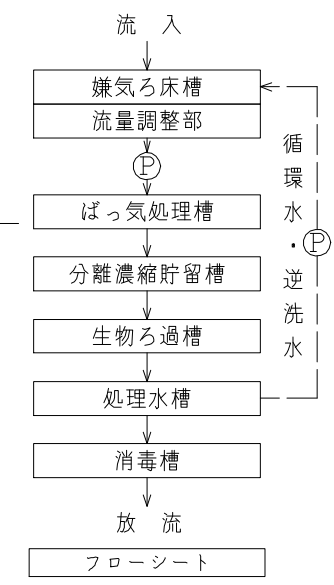 流 入
嫌気ろ床槽
流量調整部
P
ばっ気処理槽
分離濃縮貯留槽
生物ろ過槽
処理水槽
消毒槽
放 流
循環水・逆洗水
P
フローシート